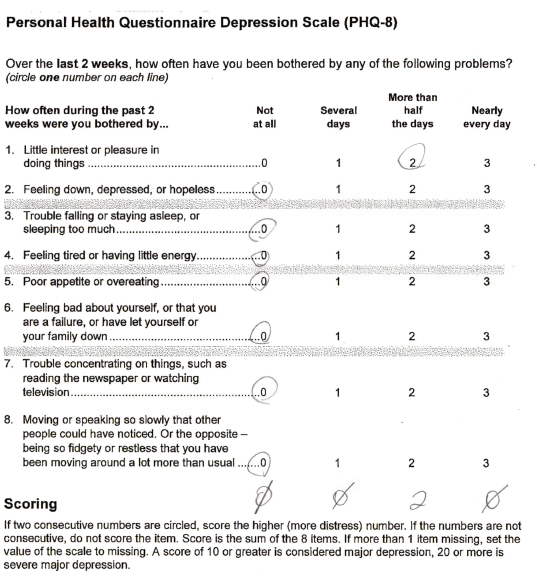 Personal Health Questionnaire Depression Scale (PHQ-8)
Over the last 2 weeks, how often have you been bothered by any of the following problems?
(circle one number on each line)
How often during the past 2 weeks were you bothered by... Not at all Several days More than half the days Nearly every day
1. Little interest or pleasure in
doing things ..................................................0 1 2 3
2. Feeling down, depressed, or hopeless............0 1 2 3
3. Trouble falling or staying asleep, or
sleeping too much..........................................0 1 2 3
4. Feeling tired or having little energy.................0 1 2 3
5. Poor appetite or overeating............................0 1 2 3
6. Feeling bad about yourself, or that you
are a failure, or have let yourself or
your family down............................................0 1 2 3
7. Trouble concentrating on things, such as
reading the newspaper or watching
television......................................................0 1 2 3
8. Moving or speaking so slowly that other
people could have noticed. Or the opposite –
being so fidgety or restless that you have
been moving around a lot more than usual .......0 1 2 3
Scoring 0 0 2 0
If two consecutive numbers are circled, score the higher (more distress) number. If the numbers are not
consecutive, do not score the item. Score is the sum of the 8 items. If more than 1 item missing, set the
value of the scale to missing. A score of 10 or greater is considered major depression, 20 or more is
severe major depression.